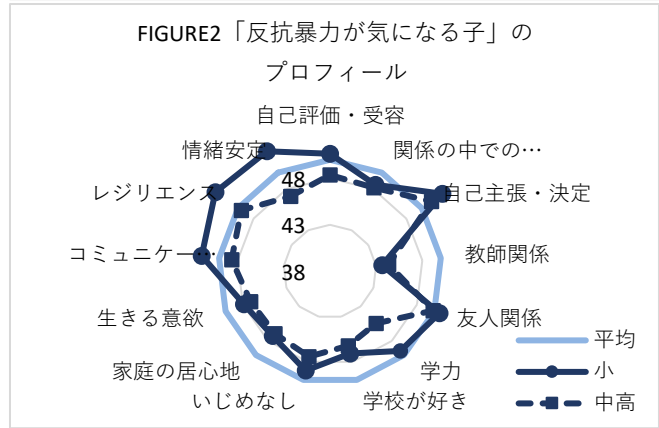 FIGURE2「反抗暴力が気になる子」の
プロフィール
自己評価・受容
関係の中での…
自己主張・決定
教師関係
友人関係
学力
学校が好き
いじめなし
家庭の居心地
生きる意欲
コミュニケー…
レジリエンス
情緒安定
48
43
38
平均
小
中高